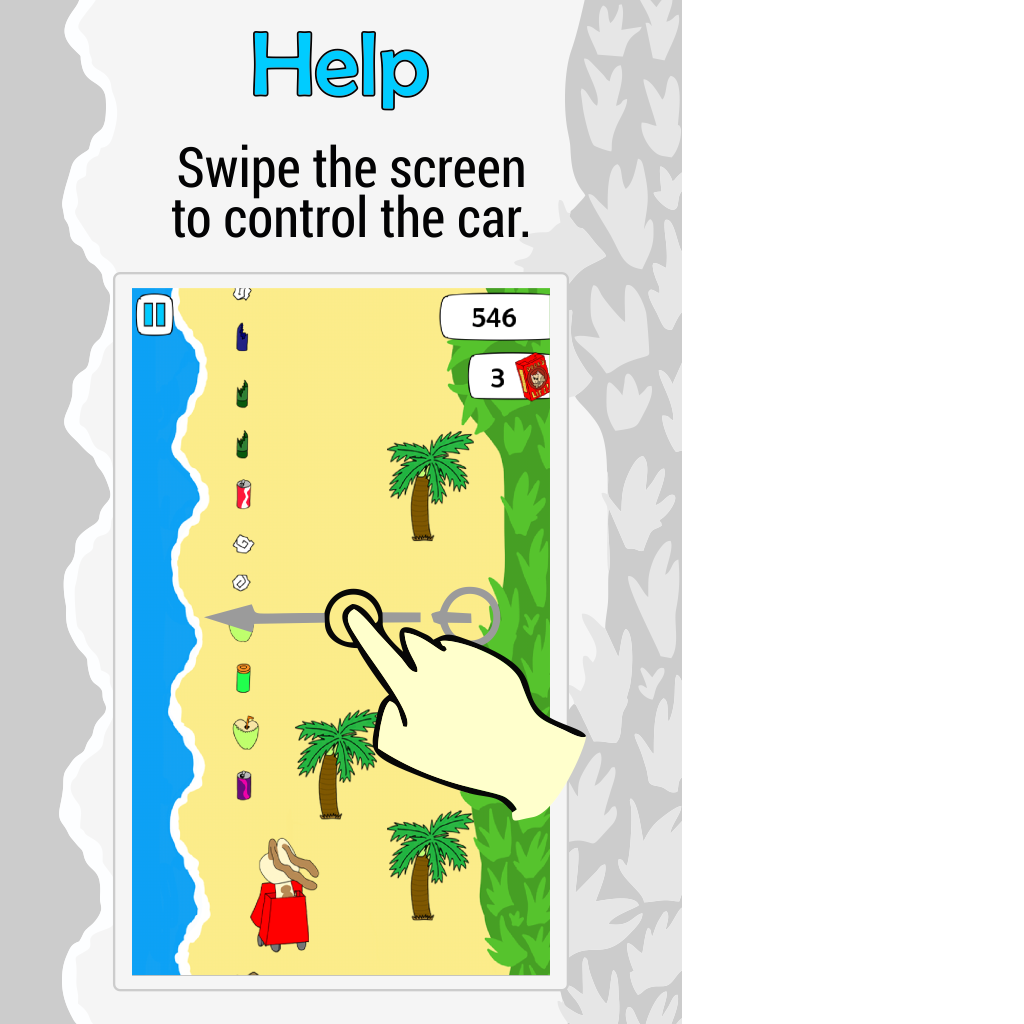 Help
Swipe the screen
to control the car.
546
3